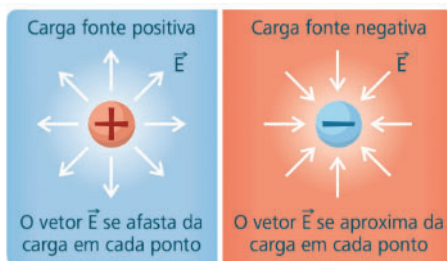 Carga fonte positiva
E
+
O vetor E se afasta da
carga em cada ponto
Carga fonte negativa
E
−
O vetor E se aproxima da
carga em cada ponto